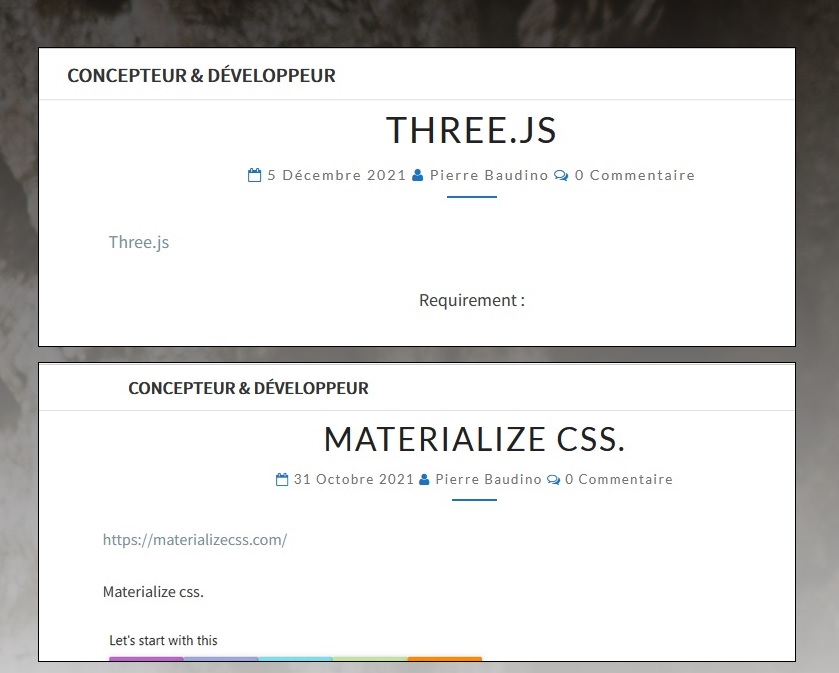 CONCEPTEUR & DÉVELOPPEUR
THREE.JS
5 Décembre 2021 Pierre Baudino 0 Commentaire
Three.js
Requirement :
CONCEPTEUR & DÉVELOPPEUR
MATERIALIZE CSS.
31 Octobre 2021 Pierre Baudino 0 Commentaire
https://materializecss.com/
Materialize css.
Let's start with this